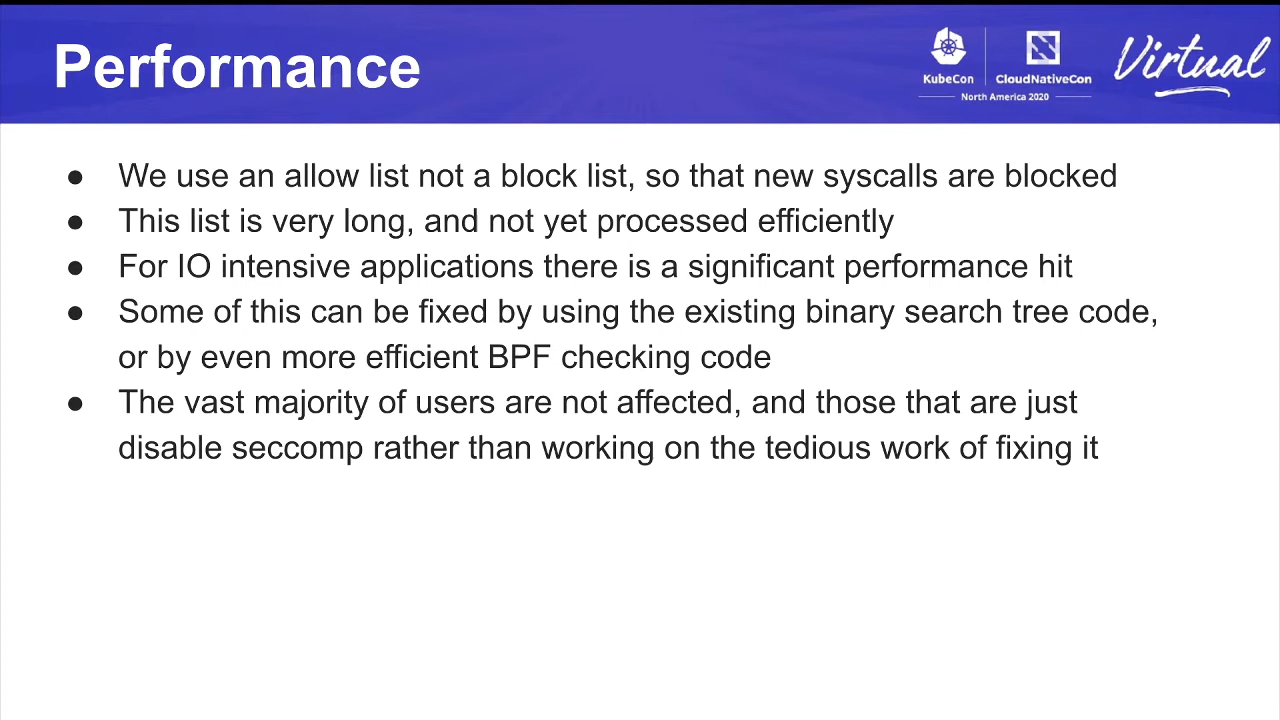 Performance
KubeCon
CloudNativeCon
North America 2020
Virtual
● We use an allow list not a block list, so that new syscalls are blocked
● This list is very long, and not yet processed efficiently
● For IO intensive applications there is a significant performance hit
● Some of this can be fixed by using the existing binary search tree code,
or by even more efficient BPF checking code
● The vast majority of users are not affected, and those that are just
disable seccomp rather than working on the tedious work of fixing it